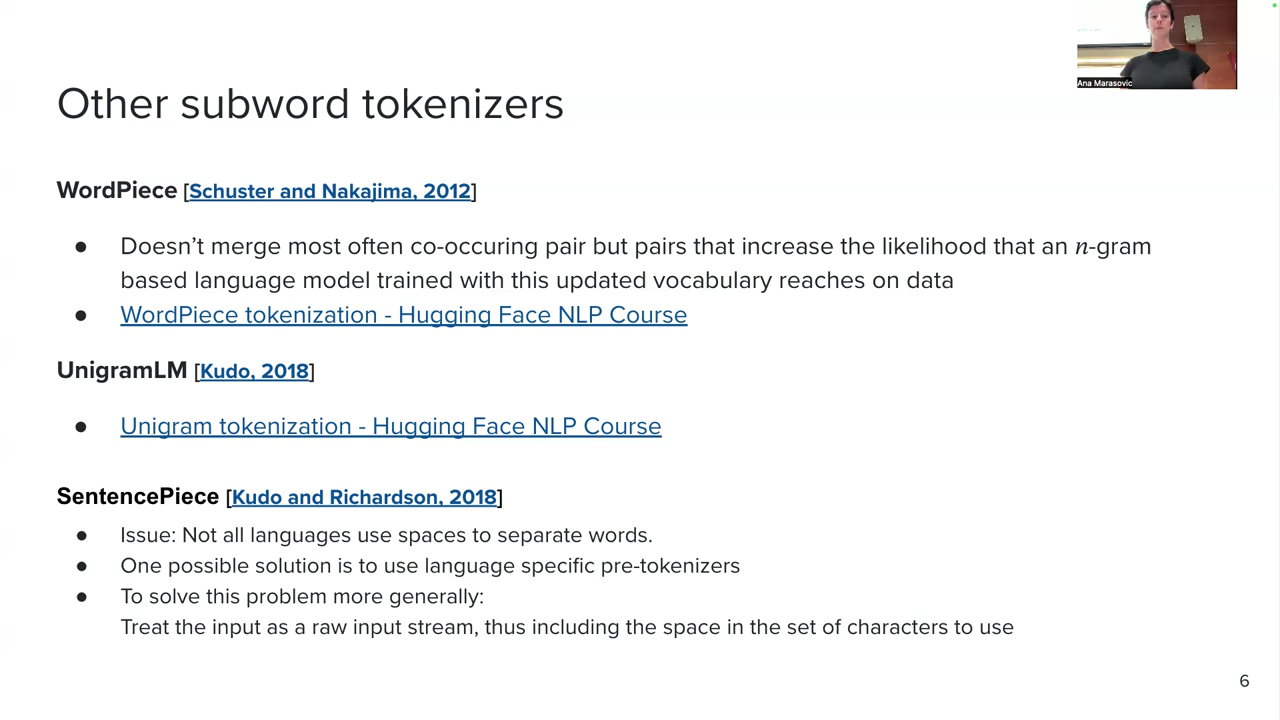 Ana Marasovic
Other subword tokenizers
WordPiece [Schuster and Nakajima, 2012]
● Doesn’t merge most often co-occuring pair but pairs that increase the likelihood that an n-gram
based language model trained with this updated vocabulary reaches on data
● WordPiece tokenization - Hugging Face NLP Course
UnigramLM [Kudo, 2018]
● Unigram tokenization - Hugging Face NLP Course
SentencePiece [Kudo and Richardson, 2018]
● Issue: Not all languages use spaces to separate words.
● One possible solution is to use language specific pre-tokenizers
● To solve this problem more generally:
Treat the input as a raw input stream, thus including the space in the set of characters to use
6